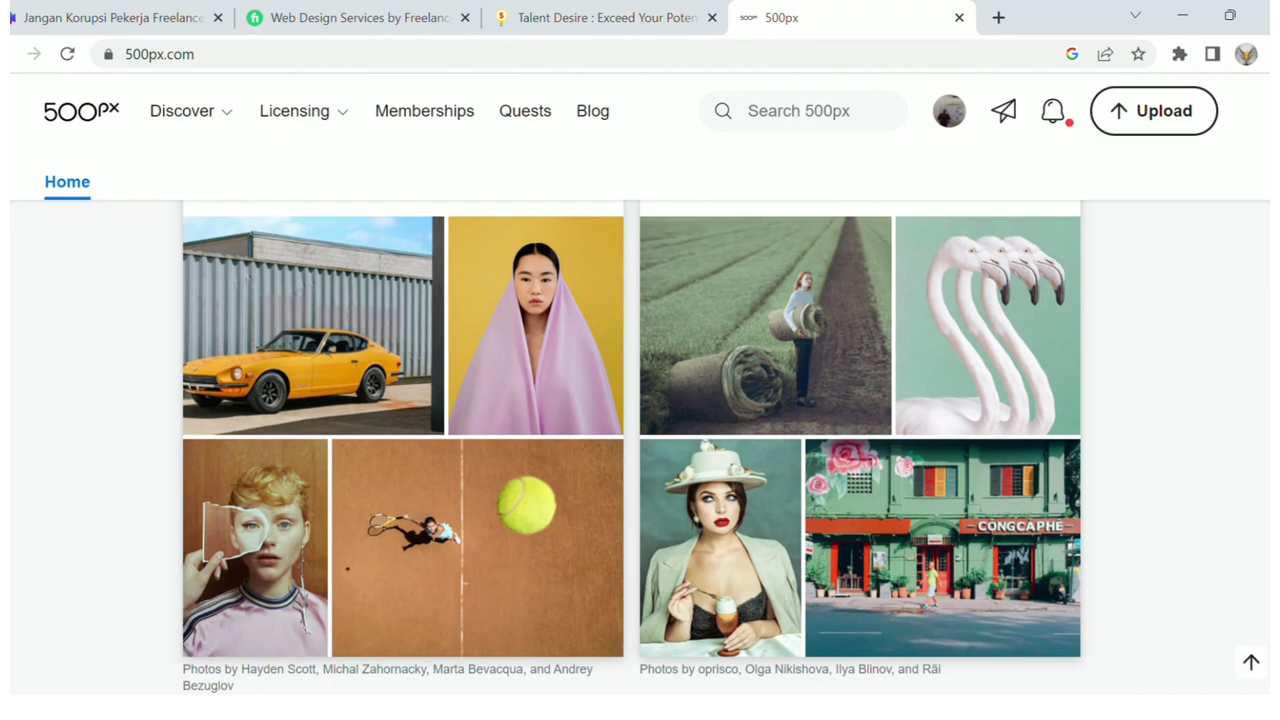 Jangan Korupsi Pekerja Freelance
Web Design Services by Freelanc
Talent Desire : Exceed Your Poten
500px
500px.com
500px
Discover
Licensing
Memberships
Quests
Blog
Search 500px
Upload
Home
CONGCAPHE
Photos by Hayden Scott, Michal Zahornacky, Marta Bevacqua, and Andrey
Bezuglov
Photos by oprisco, Olga Nikishova, Ilya Blinov, and Räi